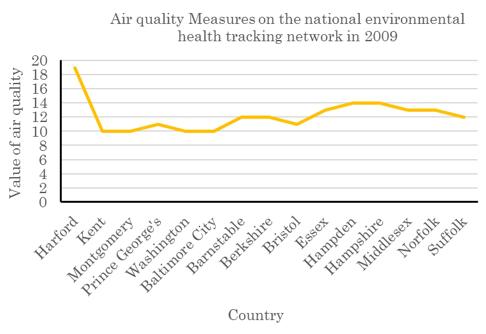 Air quality Measures on the national environmental
health tracking network in 2009
Value of air quality
20
18
16
14
12
10
8
6
4
2
0
Harford
Kent
Montgomery
Prince George's
Washington
Baltimore City
Barnstable
Berkshire
Bristol
Essex
Hampden
Hampshire
Middlesex
Norfolk
Suffolk
Country